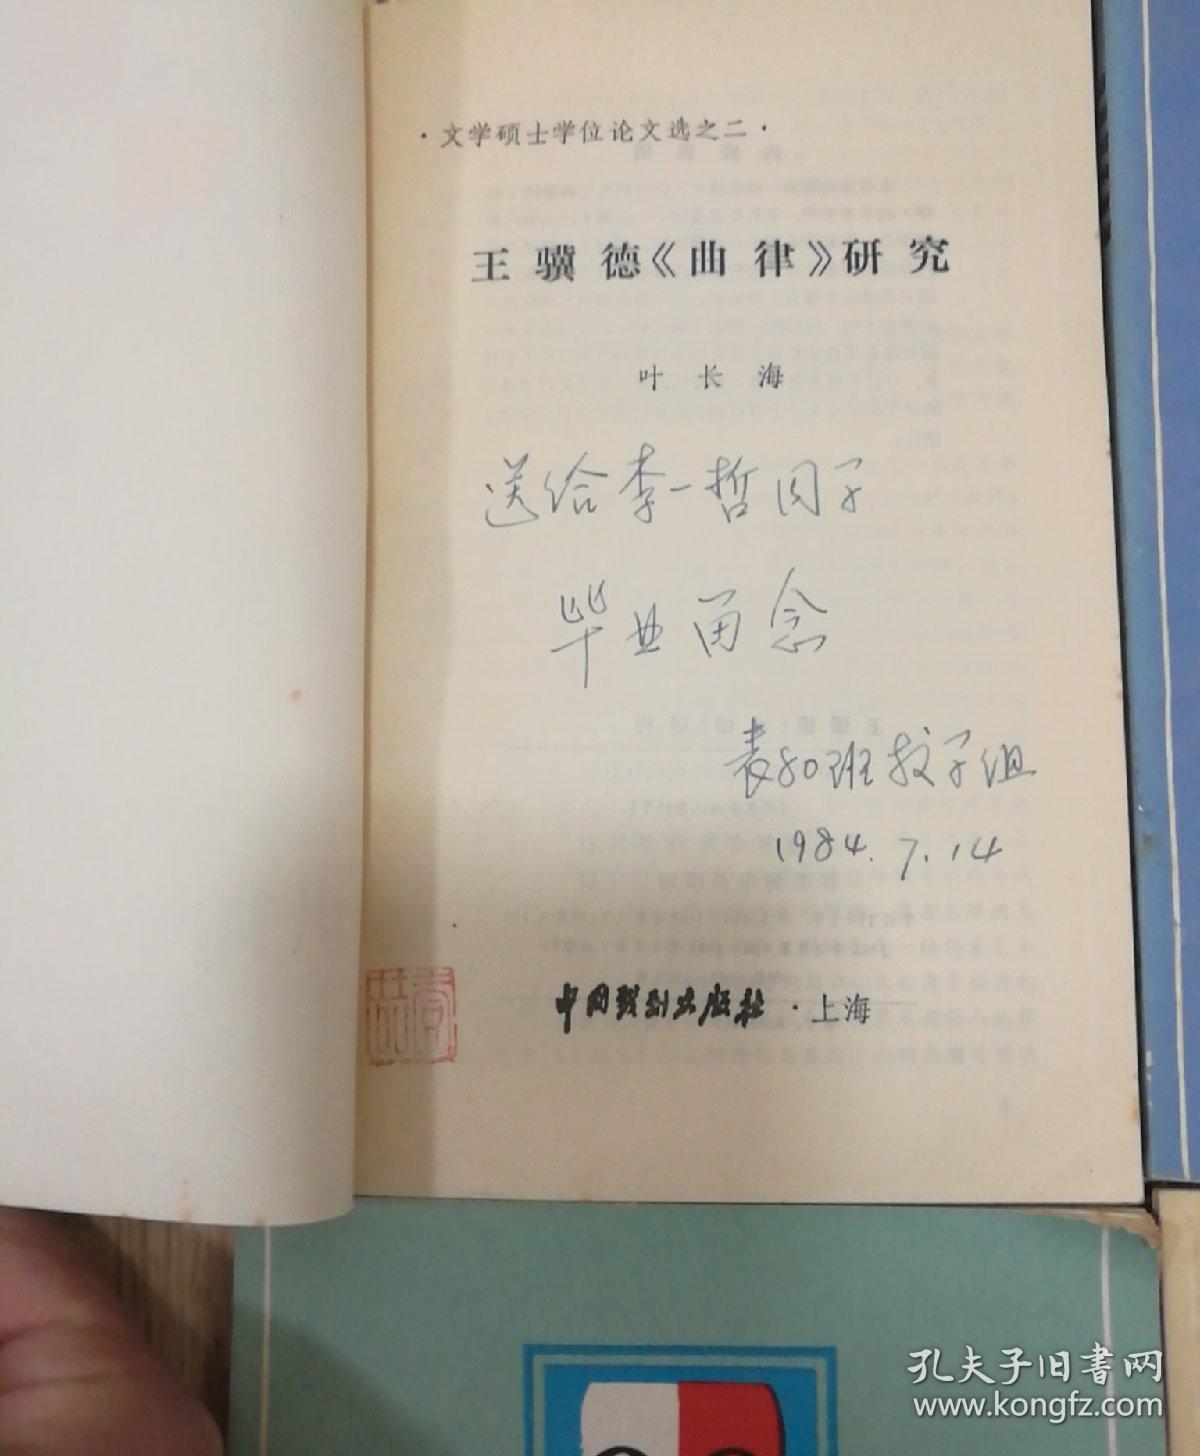 ·文学硕士学位论文选之二·
王骥德《曲律》研究
叶长海
送给李一哲同学
毕业留念
表80班教学组
1984.7.14
中国戏剧出版社·上海
孔夫子旧書网
www.kongfz.com